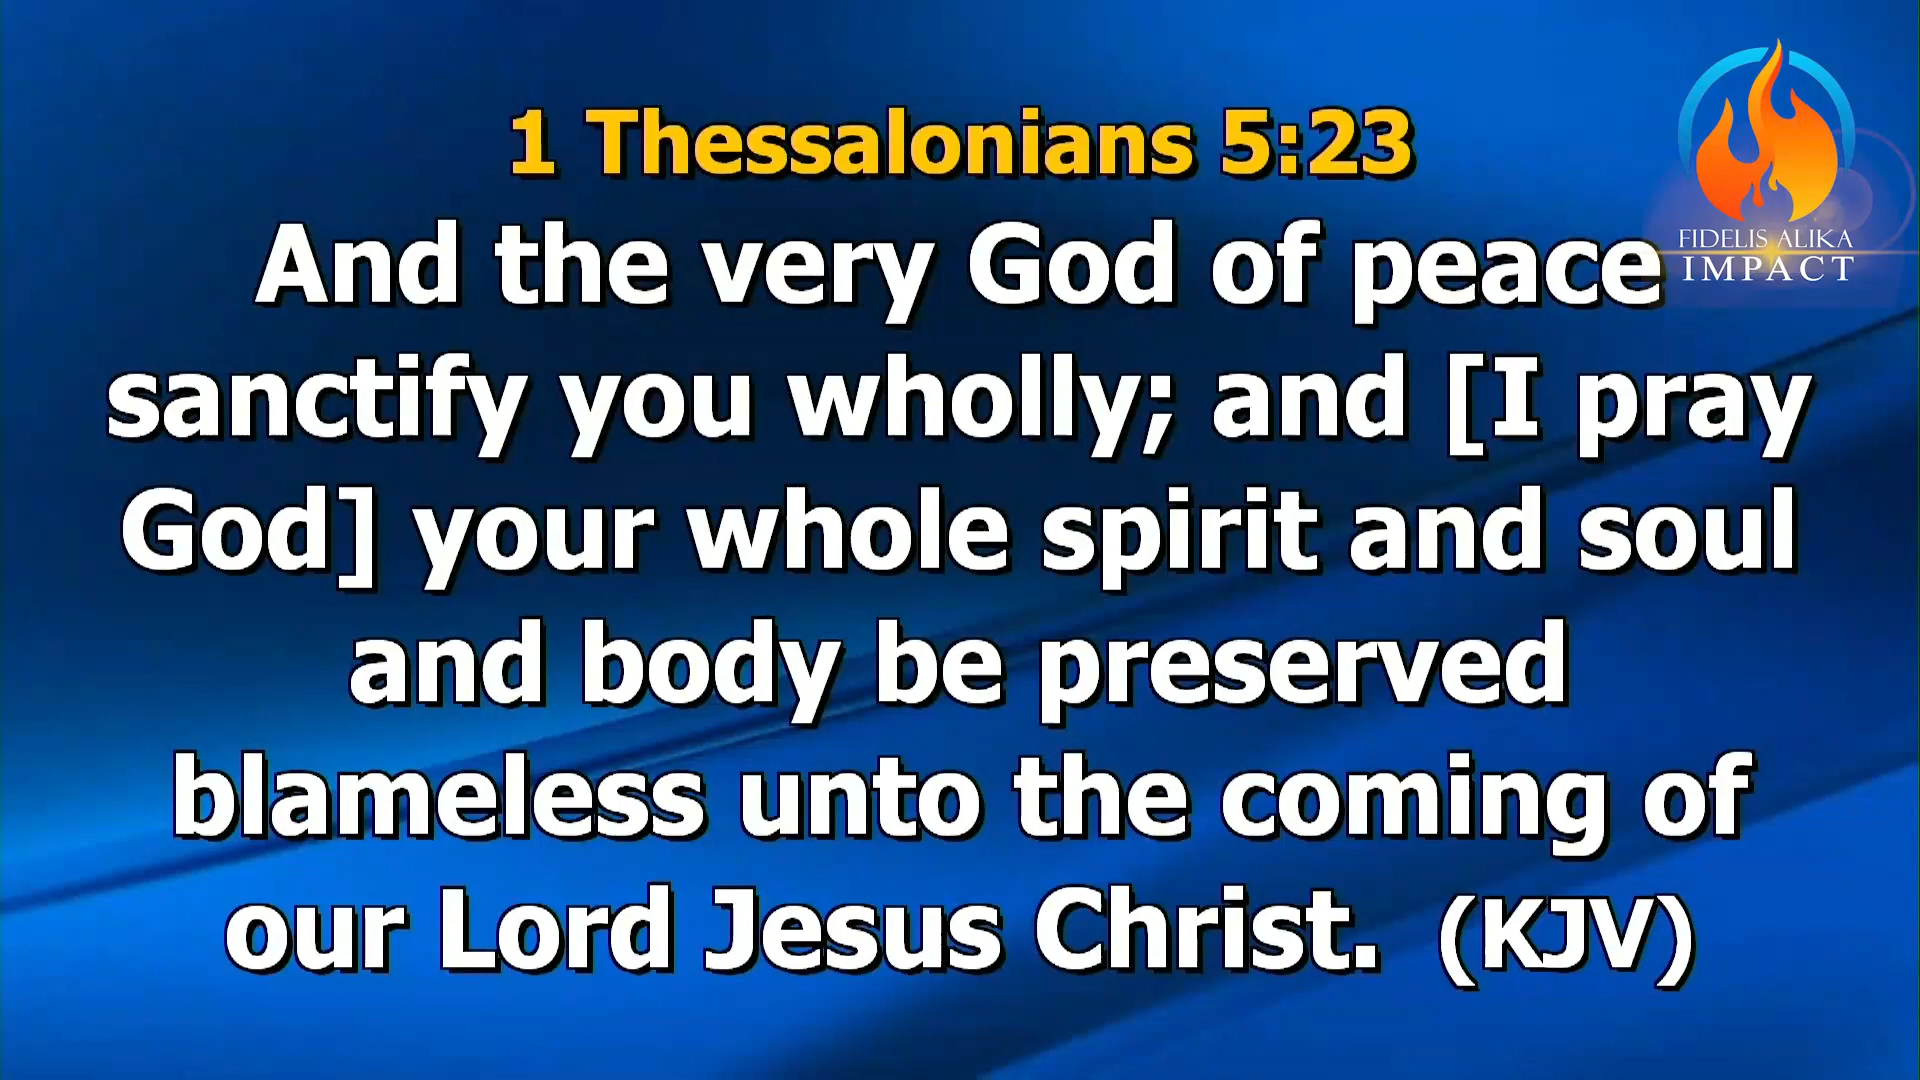 1 Thessalonians 5:23
And the very God of peace
sanctify you wholly; and [I pray
God] your whole spirit and soul
and body be preserved
blameless unto the coming of
our Lord Jesus Christ. (KJV)
FIDELIS ALIKA
IMPACT